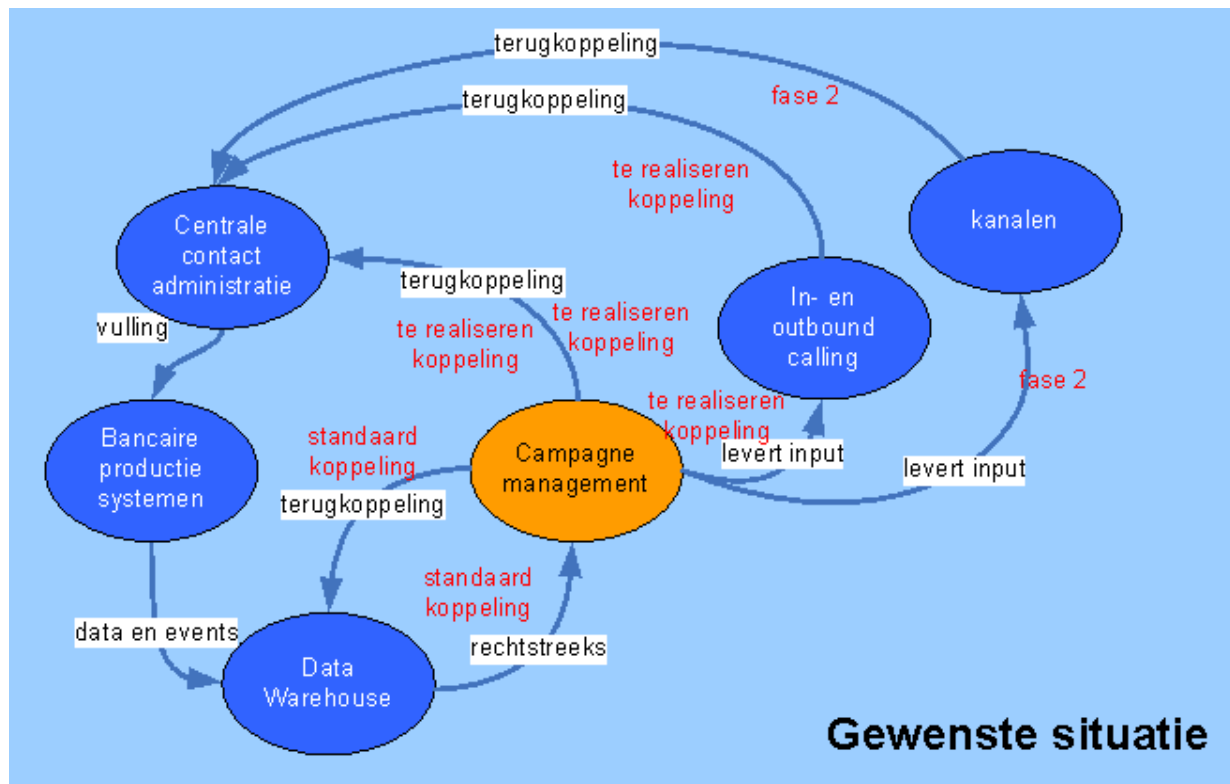 terugkoppeling
fase 2
terugkoppeling
te realiseren
koppeling
kanalen
Centrale
contact
administratie
terugkoppeling
In- en
outbound
calling
vulling
te realiseren
koppeling
te realiseren
koppeling
fase 2
te realiseren
koppeling
levert input
levert input
Bancaire
productie
systemen
standaard
koppeling
terugkoppeling
Campagne
management
standaard
koppeling
data en events
rechtstreeks
Data
Warehouse
Gewenste situatie